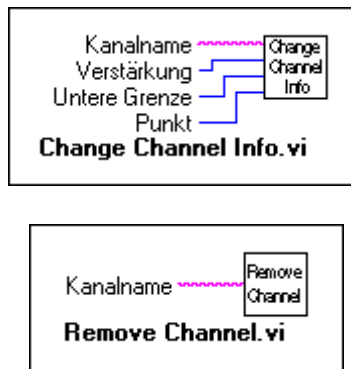 Kanalname
Verstärkung
Untere Grenze
Punkt
Change
Channel
Info
Change Channel Info.vi
Kanalname
Remove
Channel
Remove Channel.vi